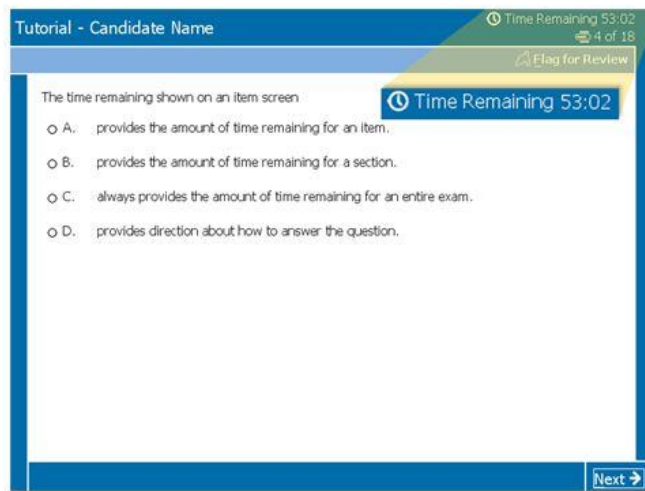 Tutorial - Candidate Name
Time Remaining 53:02
4 of 18
Flag for Review
The time remaining shown on an item screen
Time Remaining 53:02
A. provides the amount of time remaining for an item.
B. provides the amount of time remaining for a section.
C. always provides the amount of time remaining for an entire exam.
D. provides direction about how to answer the question.
Next